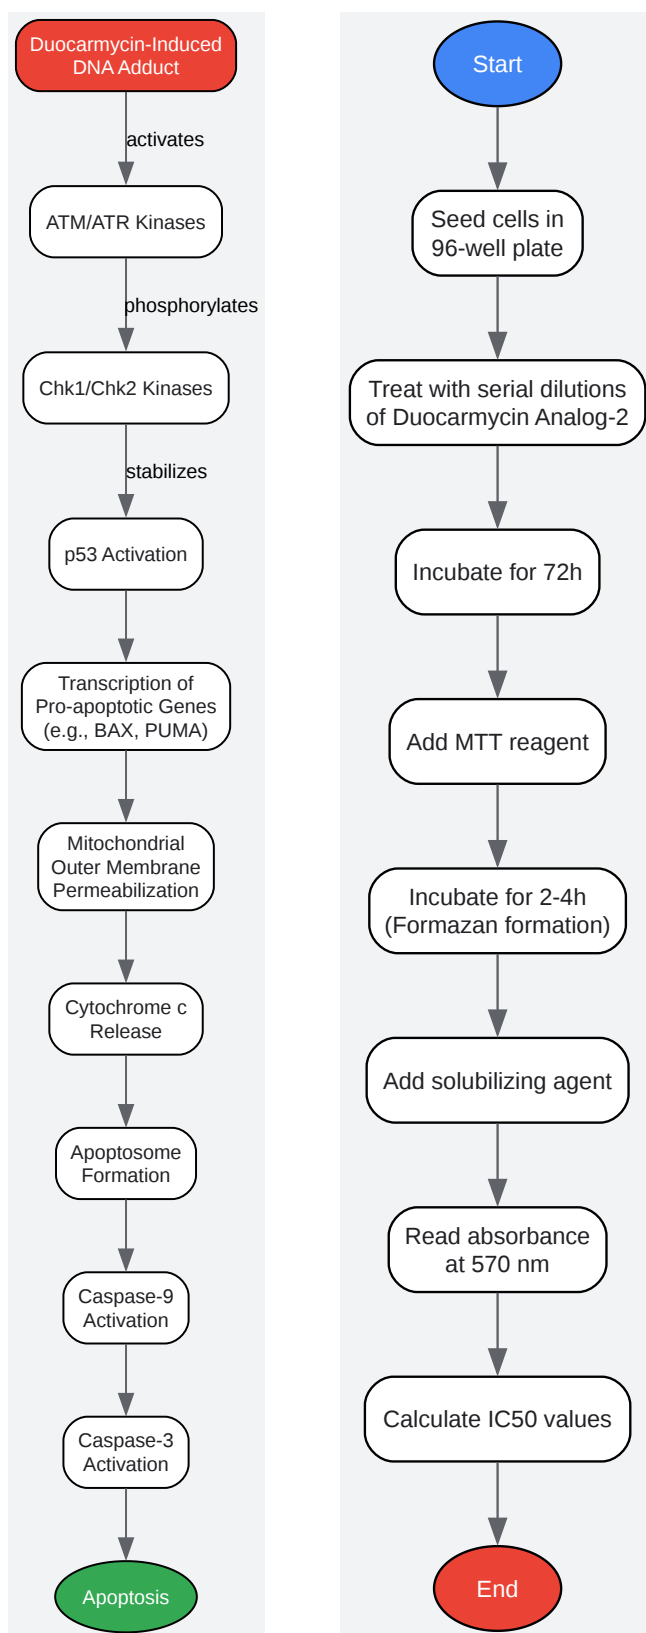 Duocarmycin-Induced
DNA Adduct
activates
ATM/ATR Kinases
phosphorylates
Chk1/Chk2 Kinases
stabilizes
p53 Activation
Transcription of
Pro-apoptotic Genes
(e.g., BAX, PUMA)
Mitochondrial
Outer Membrane
Permeabilization
Cytochrome c
Release
Apoptosome
Formation
Caspase-9
Activation
Caspase-3
Activation
Apoptosis
Start
Seed cells in
96-well plate
Treat with serial dilutions
of Duocarmycin Analog-2
Incubate for 72h
Add MTT reagent
Incubate for 2-4h
(Formazan formation)
Add solubilizing agent
Read absorbance
at 570 nm
Calculate IC50 values
End